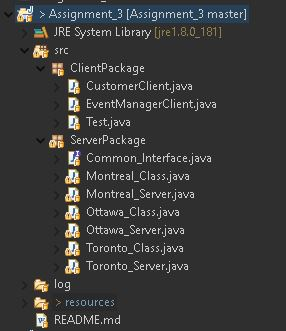 > Assignment_3 [Assignment_3 master]
JRE System Library [jre1.8.0_181]
src
ClientPackage
CustomerClient.java
EventManagerClient.java
Test.java
ServerPackage
Common_Interface.java
Montreal_Class.java
Montreal_Server.java
Ottawa_Class.java
Ottawa_Server.java
Toronto_Class.java
Toronto_Server.java
log
> resources
README.md